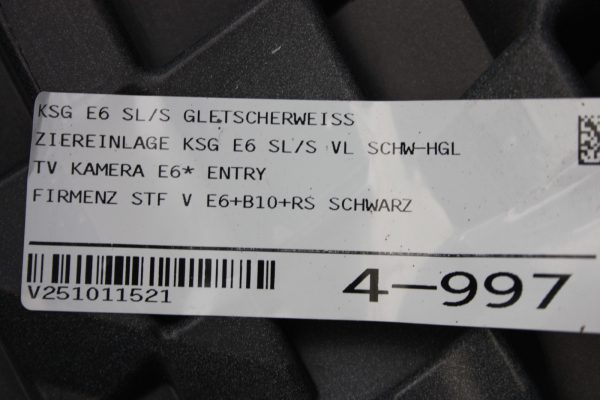 KSG E6 SL/S GLETSCHERWEISS
ZIEREINLAGE KSG E6 SL/S VL SCHW-HGL
TV KAMERA E6* ENTRY
FIRMENZ STF V E6+B10+RS SCHWARZ
V251011521
4-997